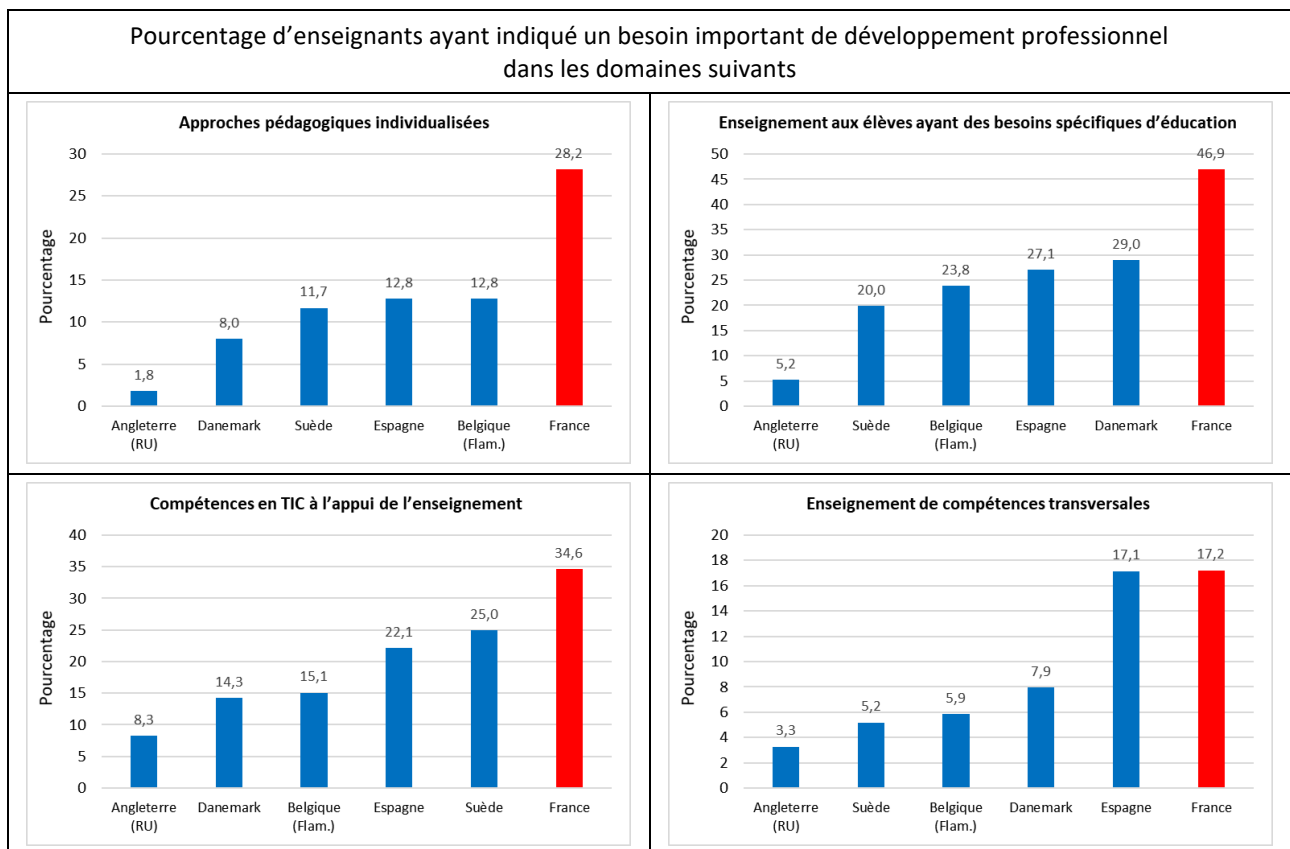 Pourcentage d’enseignants ayant indiqué un besoin important de développement professionnel
dans les domaines suivants
Approches pédagogiques individualisées
Pourcentage
30
25
20
15
10
5
0
1,8
8,0
11,7
12,8
12,8
28,2
Angleterre
(RU)
Danemark
Suède
Espagne
Belgique
(Flam.)
France
Enseignement aux élèves ayant des besoins spécifiques d’éducation
Pourcentage
50
45
40
35
30
25
20
15
10
5
0
5,2
20,0
23,8
27,1
29,0
46,9
Angleterre
(RU)
Suède
Belgique
(Flam.)
Espagne
Danemark
France
Compétences en TIC à l’appui de l’enseignement
Pourcentage
40
35
30
25
20
15
10
5
0
8,3
14,3
15,1
22,1
25,0
34,6
Angleterre
(RU)
Danemark
Belgique
(Flam.)
Espagne
Suède
France
Enseignement de compétences transversales
Pourcentage
20
18
16
14
12
10
8
6
4
2
0
3,3
5,2
5,9
7,9
17,1
17,2
Angleterre
(RU)
Suède
Belgique
(Flam.)
Danemark
Espagne
France